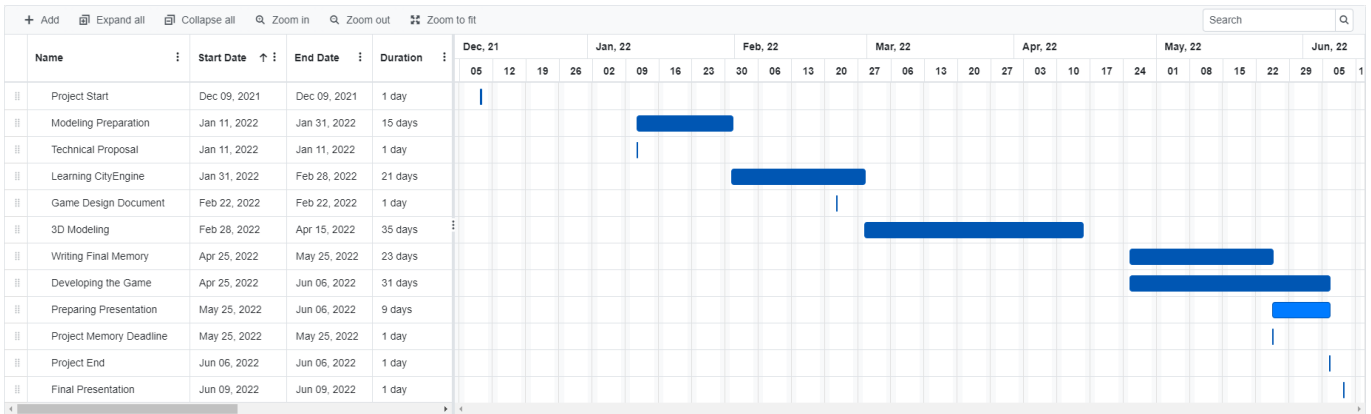 Add Expand all Collapse all Zoom in Zoom out Zoom to fit Search
Name Start Date End Date Duration
Dec, 21 Jan, 22 Feb, 22 Mar, 22 Apr, 22 May, 22 Jun, 22
05 12 19 26 02 09 16 23 30 06 13 20 27 06 13 20 27 03 10 17 24 01 08 15 22 29 05 1
Project Start Dec 09, 2021 Dec 09, 2021 1 day
Modeling Preparation Jan 11, 2022 Jan 31, 2022 15 days
Technical Proposal Jan 11, 2022 Jan 11, 2022 1 day
Learning CityEngine Jan 31, 2022 Feb 28, 2022 21 days
Game Design Document Feb 22, 2022 Feb 22, 2022 1 day
3D Modeling Feb 28, 2022 Apr 15, 2022 35 days
Writing Final Memory Apr 25, 2022 May 25, 2022 23 days
Developing the Game Apr 25, 2022 Jun 06, 2022 31 days
Preparing Presentation May 25, 2022 Jun 06, 2022 9 days
Project Memory Deadline May 25, 2022 May 25, 2022 1 day
Project End Jun 06, 2022 Jun 06, 2022 1 day
Final Presentation Jun 09, 2022 Jun 09, 2022 1 day